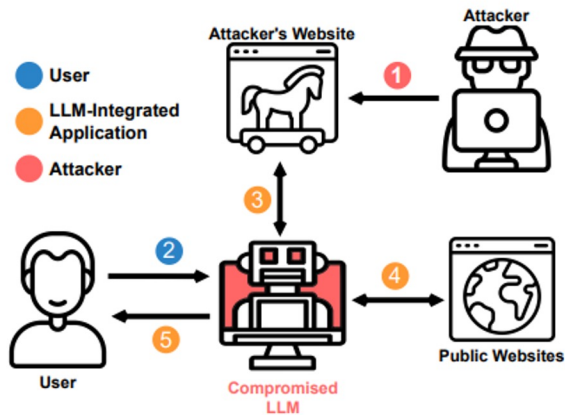 Attacker's Website
Attacker
1
User
LLM-Integrated
Application
Attacker
3
2
4
5
User
Compromised
LLM
Public Websites